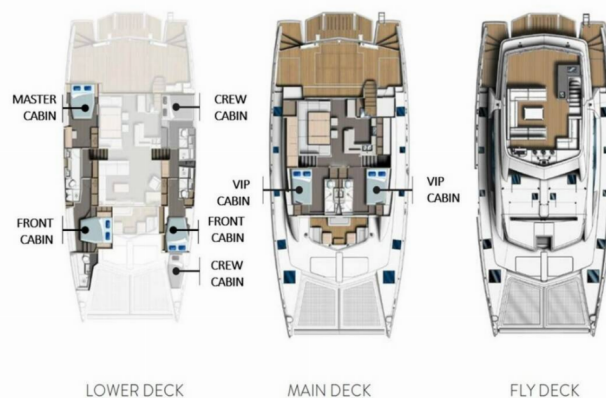 MASTER
CABIN
CREW
CABIN
FRONT
CABIN
FRONT
CABIN
CREW
CABIN
VIP
CABIN
VIP
CABIN
LOWER DECK
MAIN DECK
FLY DECK